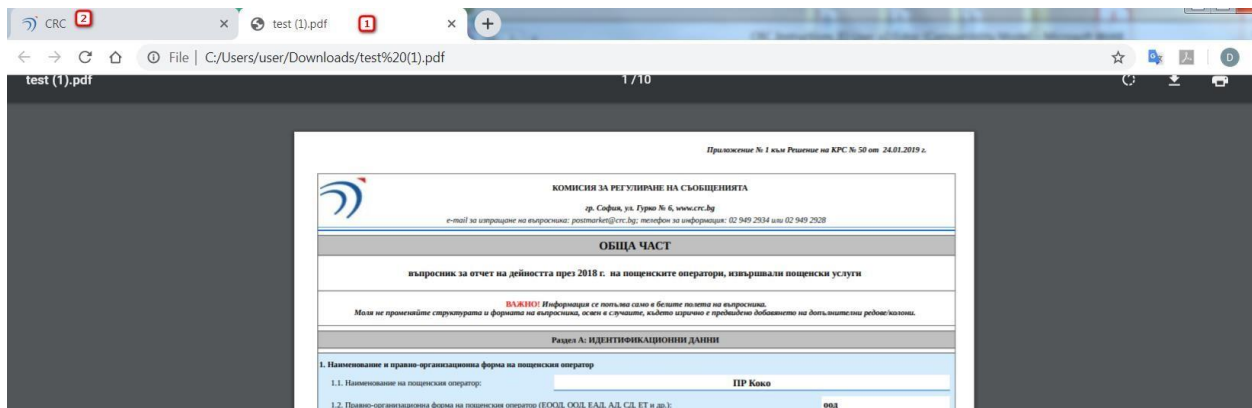 CRC 2 test (1).pdf 1
File | C:/Users/user/Downloads/test%20(1).pdf D
test (1).pdf 1 / 10
Приложение № 1 към Решение на КРС № 50 от 24.01.2019 г.
КОМИСИЯ ЗА РЕГУЛИРАНЕ НА СЪОБЩЕНИЯТА
гр. София, ул. Гурко № 6, www.crc.bg
e-mail за изпращане на въпросника: postmarket@crc.bg; телефон за информация: 02 949 2934 или 02 949 2928
ОБЩА ЧАСТ
въпросник за отчет на дейността през 2018 г. на пощенските оператори, извършвали пощенски услуги
ВАЖНО! Информация се попълва само в белите полета на въпросника.
Моля не променяйте структурата и формата на въпросника, освен в случаите, където изрично е предвидено добавянето на допълнителни редове/колони.
Раздел А: ИДЕНТИФИКАЦИОННИ ДАННИ
1. Наименование и правно-организационна форма на пощенския оператор
1.1. Наименование на пощенския оператор: ПР Коко
1.2. Правно-организационна форма на пощенския оператор (ЕООД, ООД, ЕАД, АД, СД, ЕТ и др.): оод